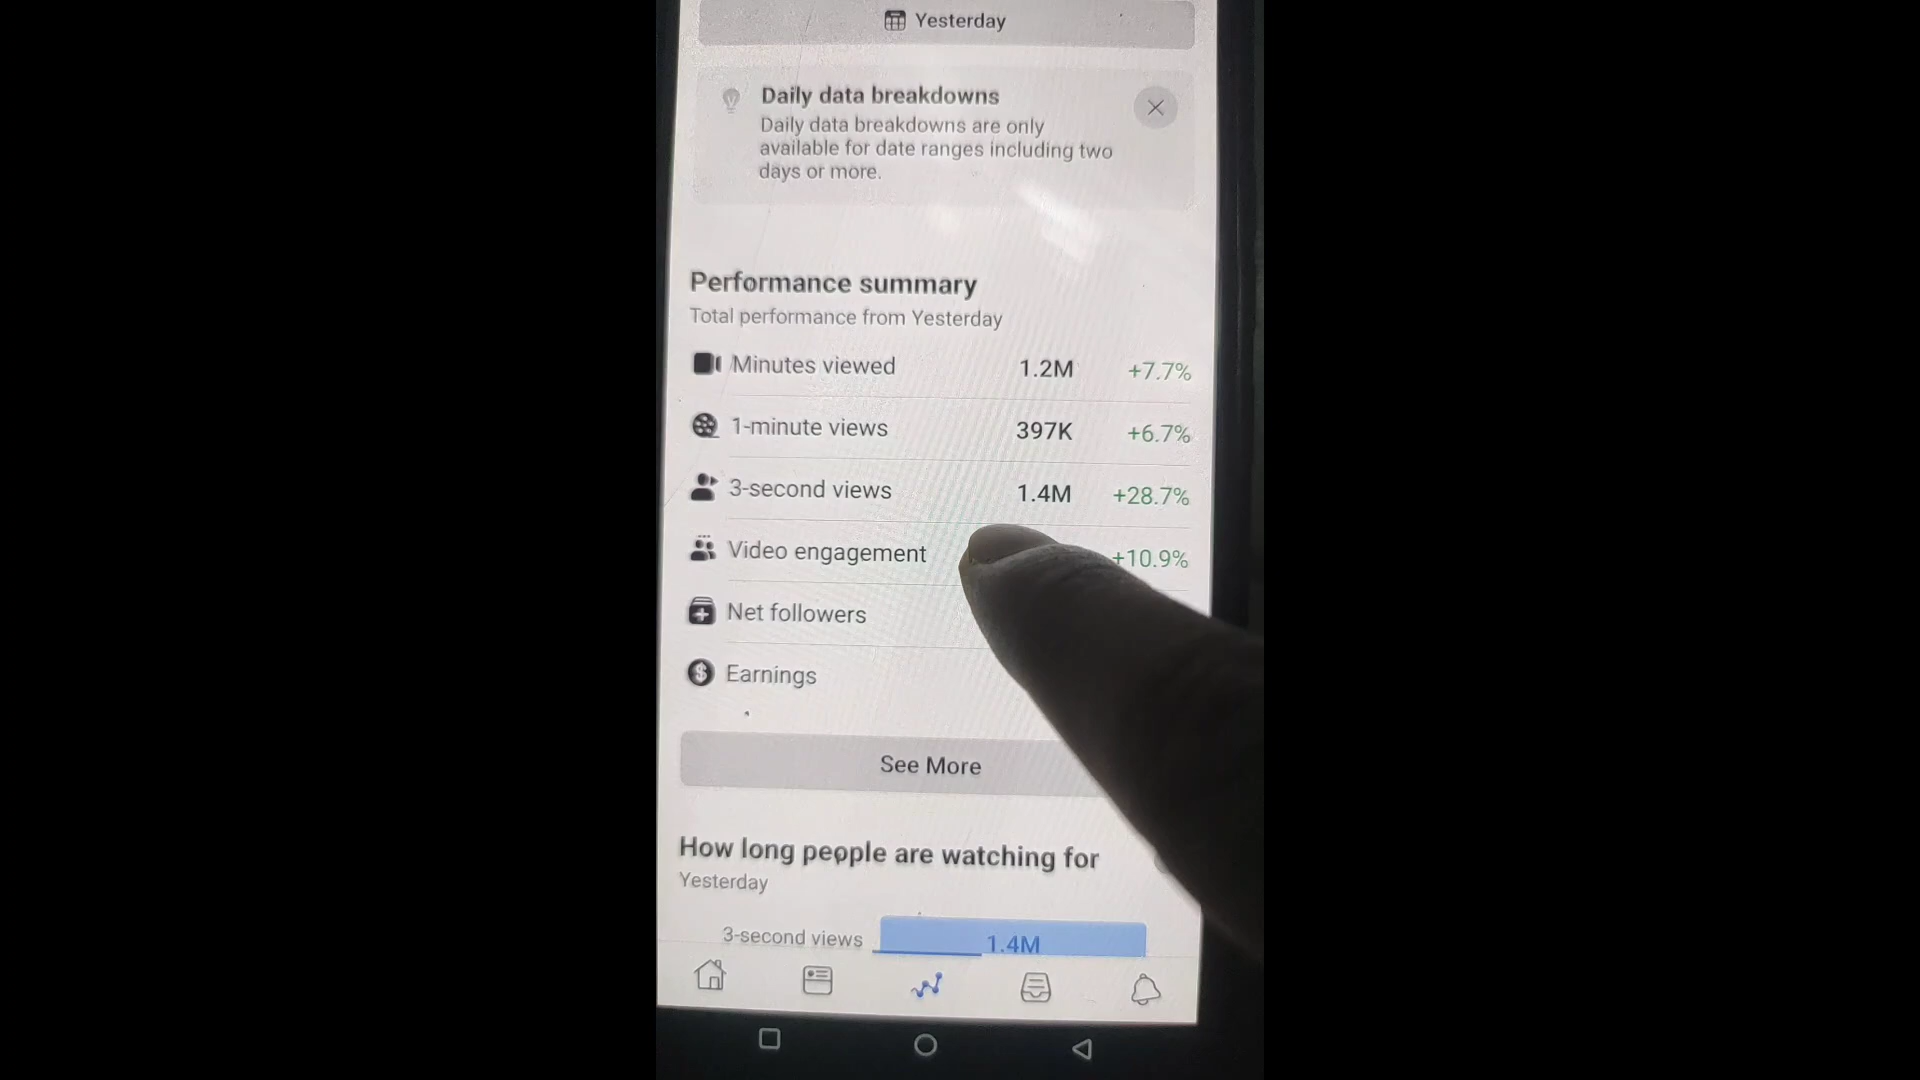 Yesterday
Daily data breakdowns
Daily data breakdowns are only
available for date ranges including two
days or more.
Performance summary
Total performance from Yesterday
Minutes viewed 1.2M +7.7%
1-minute views 397K +6.7%
3-second views 1.4M +28.7%
Video engagement +10.9%
Net followers
Earnings
See More
How long people are watching for
Yesterday
3-second views 1.4M